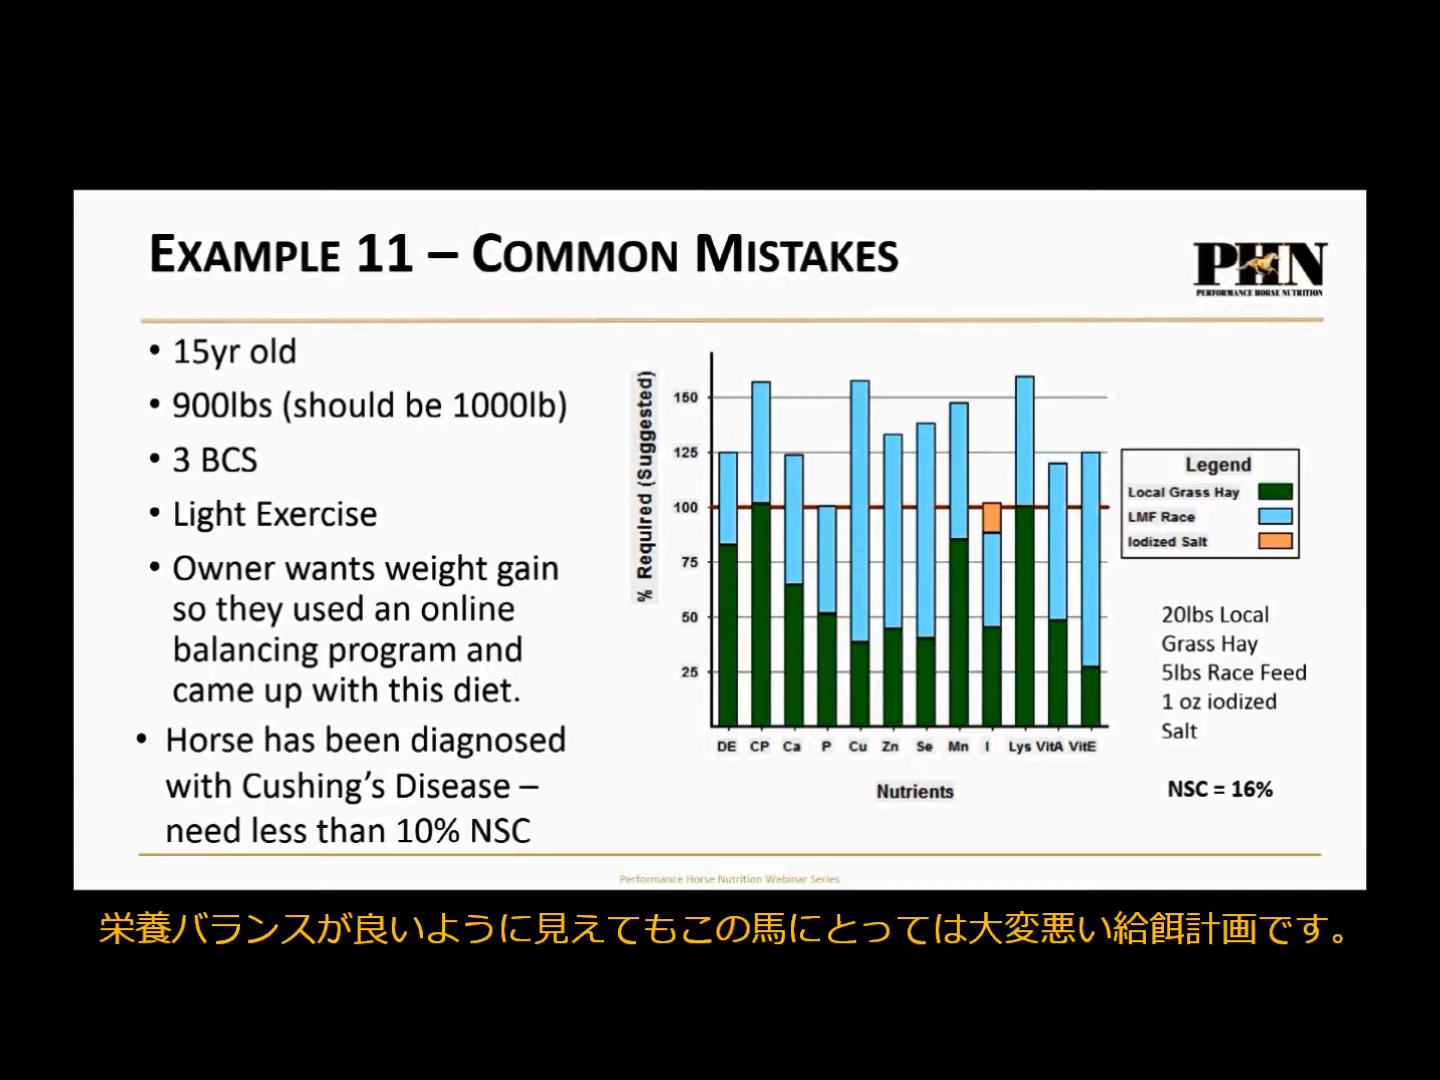 EXAMPLE 11 – COMMON MISTAKES
PHN
PERFORMANCE HORSE NUTRITION
• 15yr old
• 900lbs (should be 1000lb)
• 3 BCS
• Light Exercise
• Owner wants weight gain
so they used an online
balancing program and
came up with this diet.
• Horse has been diagnosed
with Cushing's Disease –
need less than 10% NSC
% Required (Suggested)
150
125
100
75
50
25
DE CP Ca P Cu Zn Se Mn I Lys VitA VitE
Nutrients
Legend
Local Grass Hay
LMF Race
Iodized Salt
20lbs Local
Grass Hay
5lbs Race Feed
1 oz iodized
Salt
NSC = 16%
Performance Horse Nutrition Webinar Series
栄養バランスが良いように見えてもこの馬にとっては大変悪い給餌計画です。